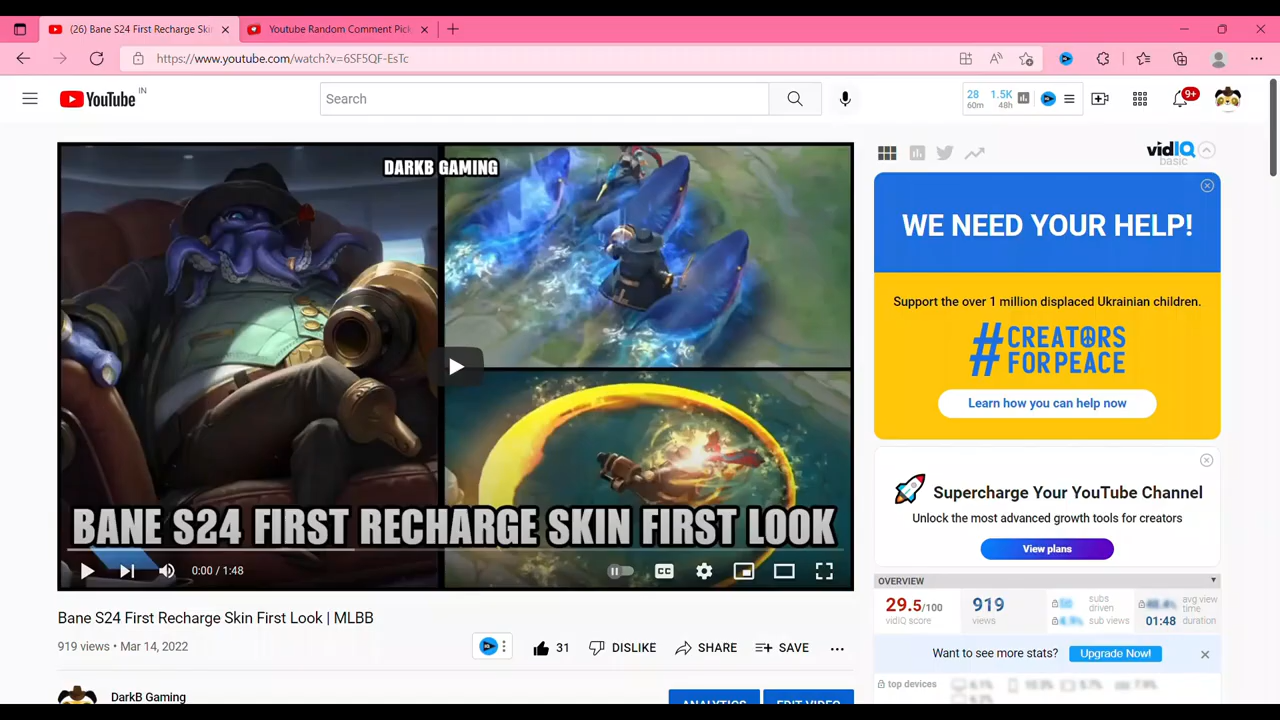 (26) Bane S24 First Recharge Skin
Youtube Random Comment Pick
https://www.youtube.com/watch?v=6SF5QF-EsTc
YouTube IN
Search
28 60m
1.5K 48h
9+
DARKB GAMING
BANE S24 FIRST RECHARGE SKIN FIRST LOOK
0:00 / 1:48
CC
Bane S24 First Recharge Skin First Look | MLBB
919 views • Mar 14, 2022
31
DISLIKE
SHARE
SAVE
DarkB Gaming
ANALYTICS
EDIT VIDEO
vidIQ
basic
WE NEED YOUR HELP!
Support the over 1 million displaced Ukrainian children.
#CREATORS
FOR PEACE
Learn how you can help now
Supercharge Your YouTube Channel
Unlock the most advanced growth tools for creators
View plans
OVERVIEW
29.5/100
vidIQ score
919
views
subs
driven
sub views
avg view
time
01:48 duration
Want to see more stats?
Upgrade Now!
top devices